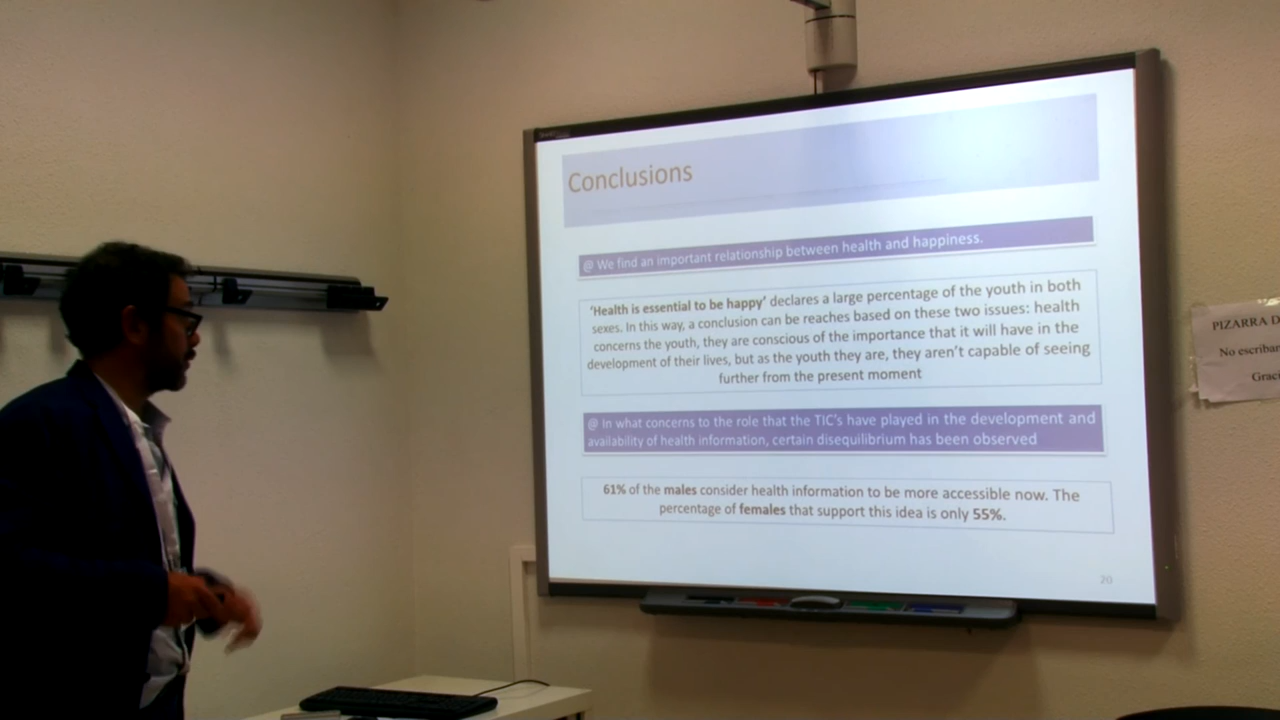 Conclusions
@ We find an important relationship between health and happiness.
'Health is essential to be happy' declares a large percentage of the youth in both
sexes. In this way, a conclusion can be reaches based on these two issues: health
concerns the youth, they are conscious of the importance that it will have in the
development of their lives, but as the youth they are, they aren't capable of seeing
further from the present moment
@ In what concerns to the role that the TIC's have played in the development and
availability of health information, certain disequilibrium has been observed
61% of the males consider health information to be more accessible now. The
percentage of females that support this idea is only 55%.
20
PIZARRA D
No escriban
Graci